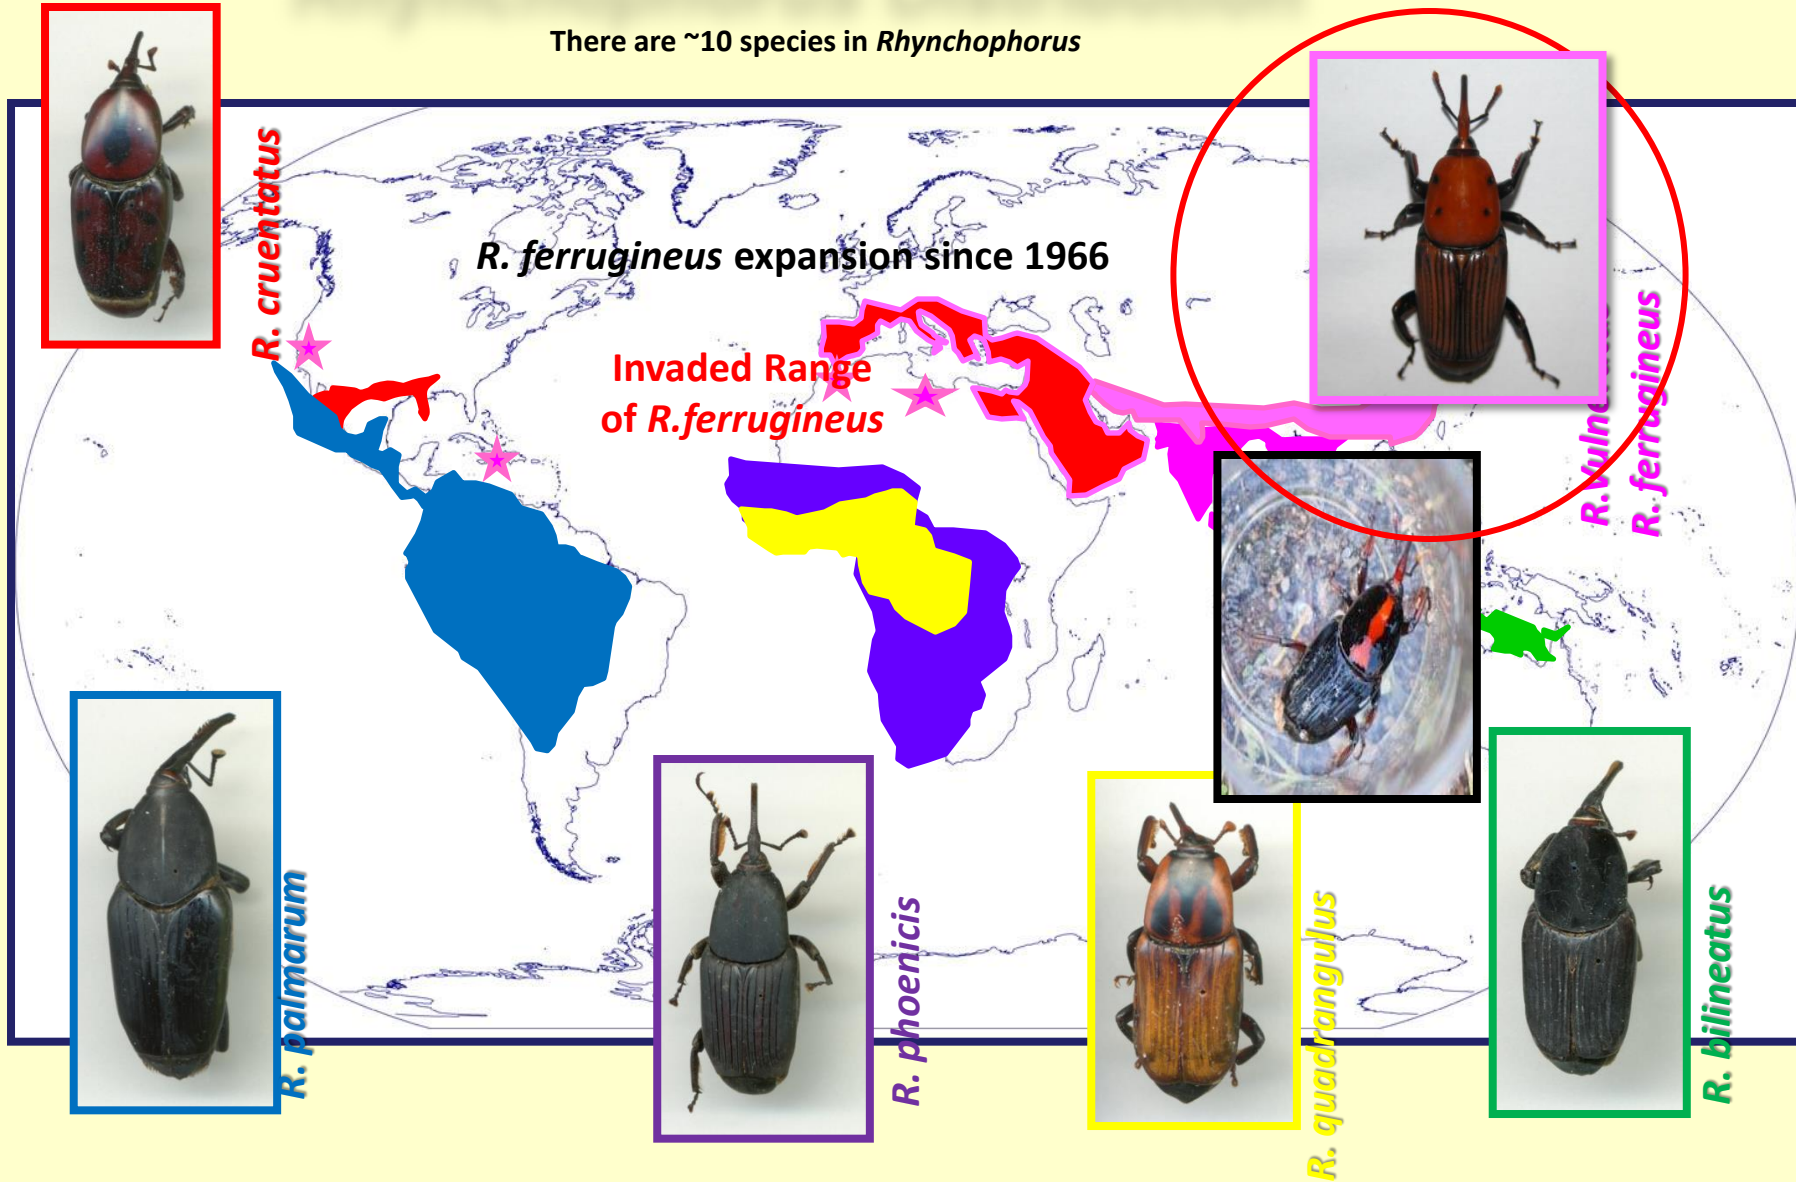 There are ~10 species in Rhynchophorus
R. cruentatus
R. ferrugineus expansion since 1966
Invaded Range
of R.ferrugineus
R. ferrugineus
R. palmarum
R. phoenicis
R. quadrangulus
R. bilineatus